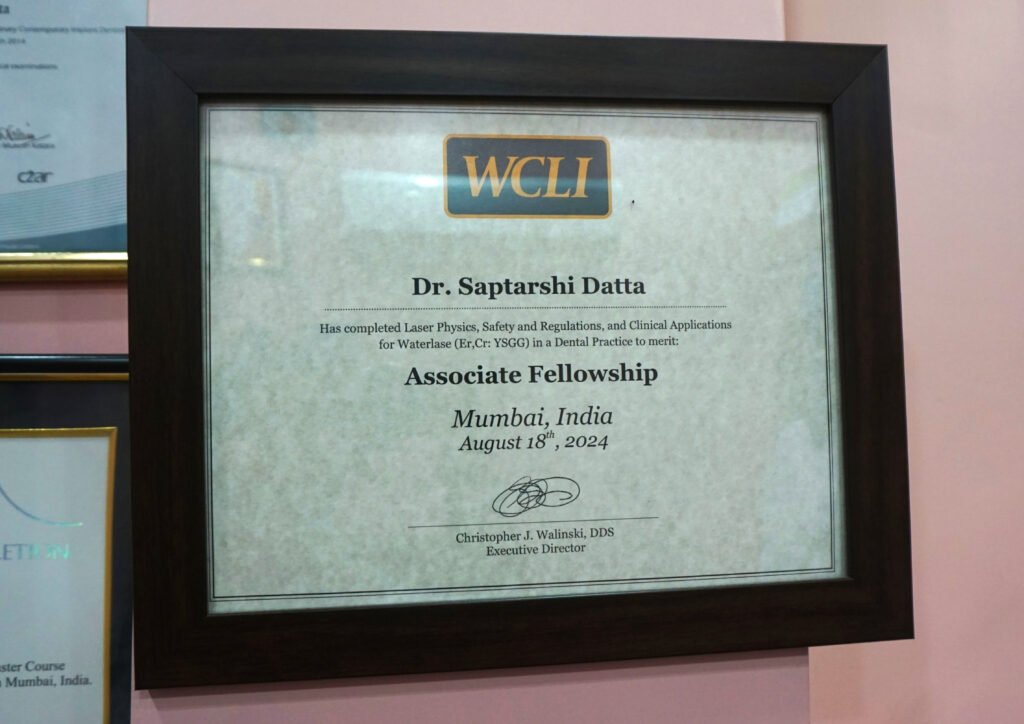 WCLI
Dr. Saptarshi Datta
Has completed Laser Physics, Safety and Regulations, and Clinical Applications
for Waterlase (Er,Cr: YSGG) in a Dental Practice to merit:
Associate Fellowship
Mumbai, India
August 18th, 2024
Christopher J. Walinski, DDS
Executive Director
2014
czar
Course
Mumbai, India.